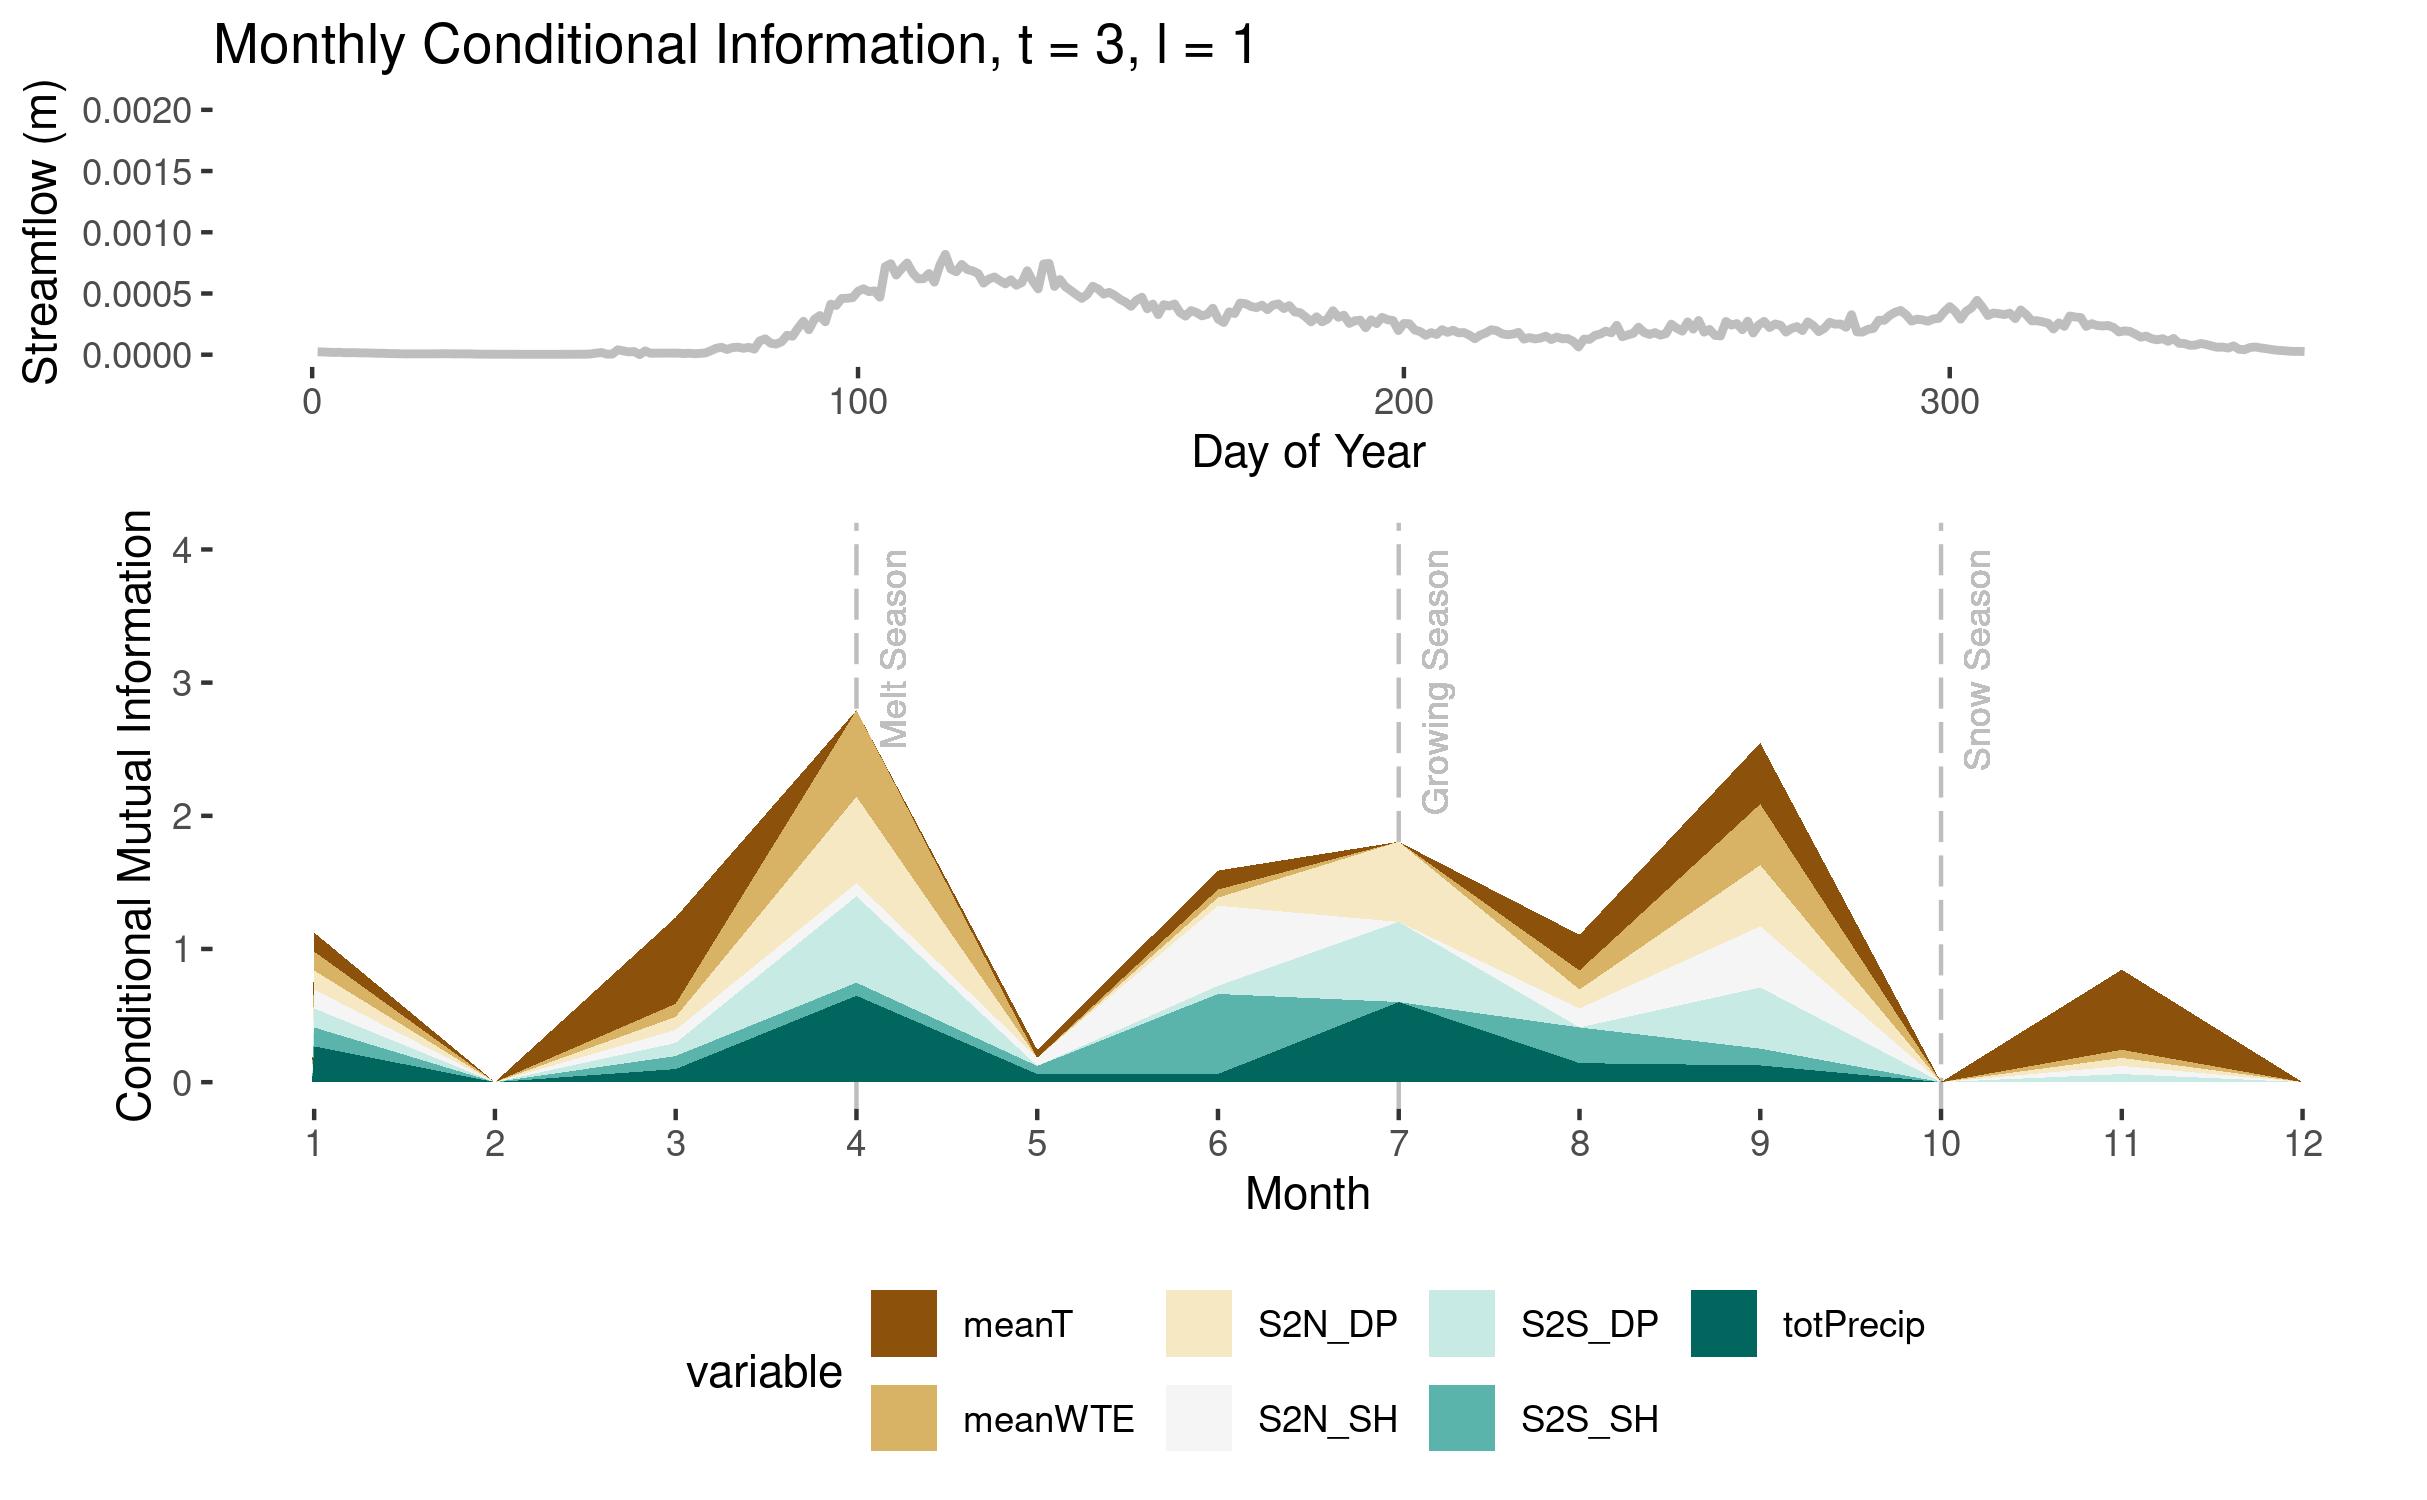 Monthly Conditional Information, t = 3, l = 1
Streamflow (m)
0.0020
0.0015
0.0010
0.0005
0.0000
0 100 200 300
Day of Year
Conditional Mutual Information
4
3
2
1
0
Melt Season
Growing Season
Snow Season
1 2 3 4 5 6 7 8 9 10 11 12
Month
variable
meanT S2N_DP S2S_DP totPrecip
meanWTE S2N_SH S2S_SH